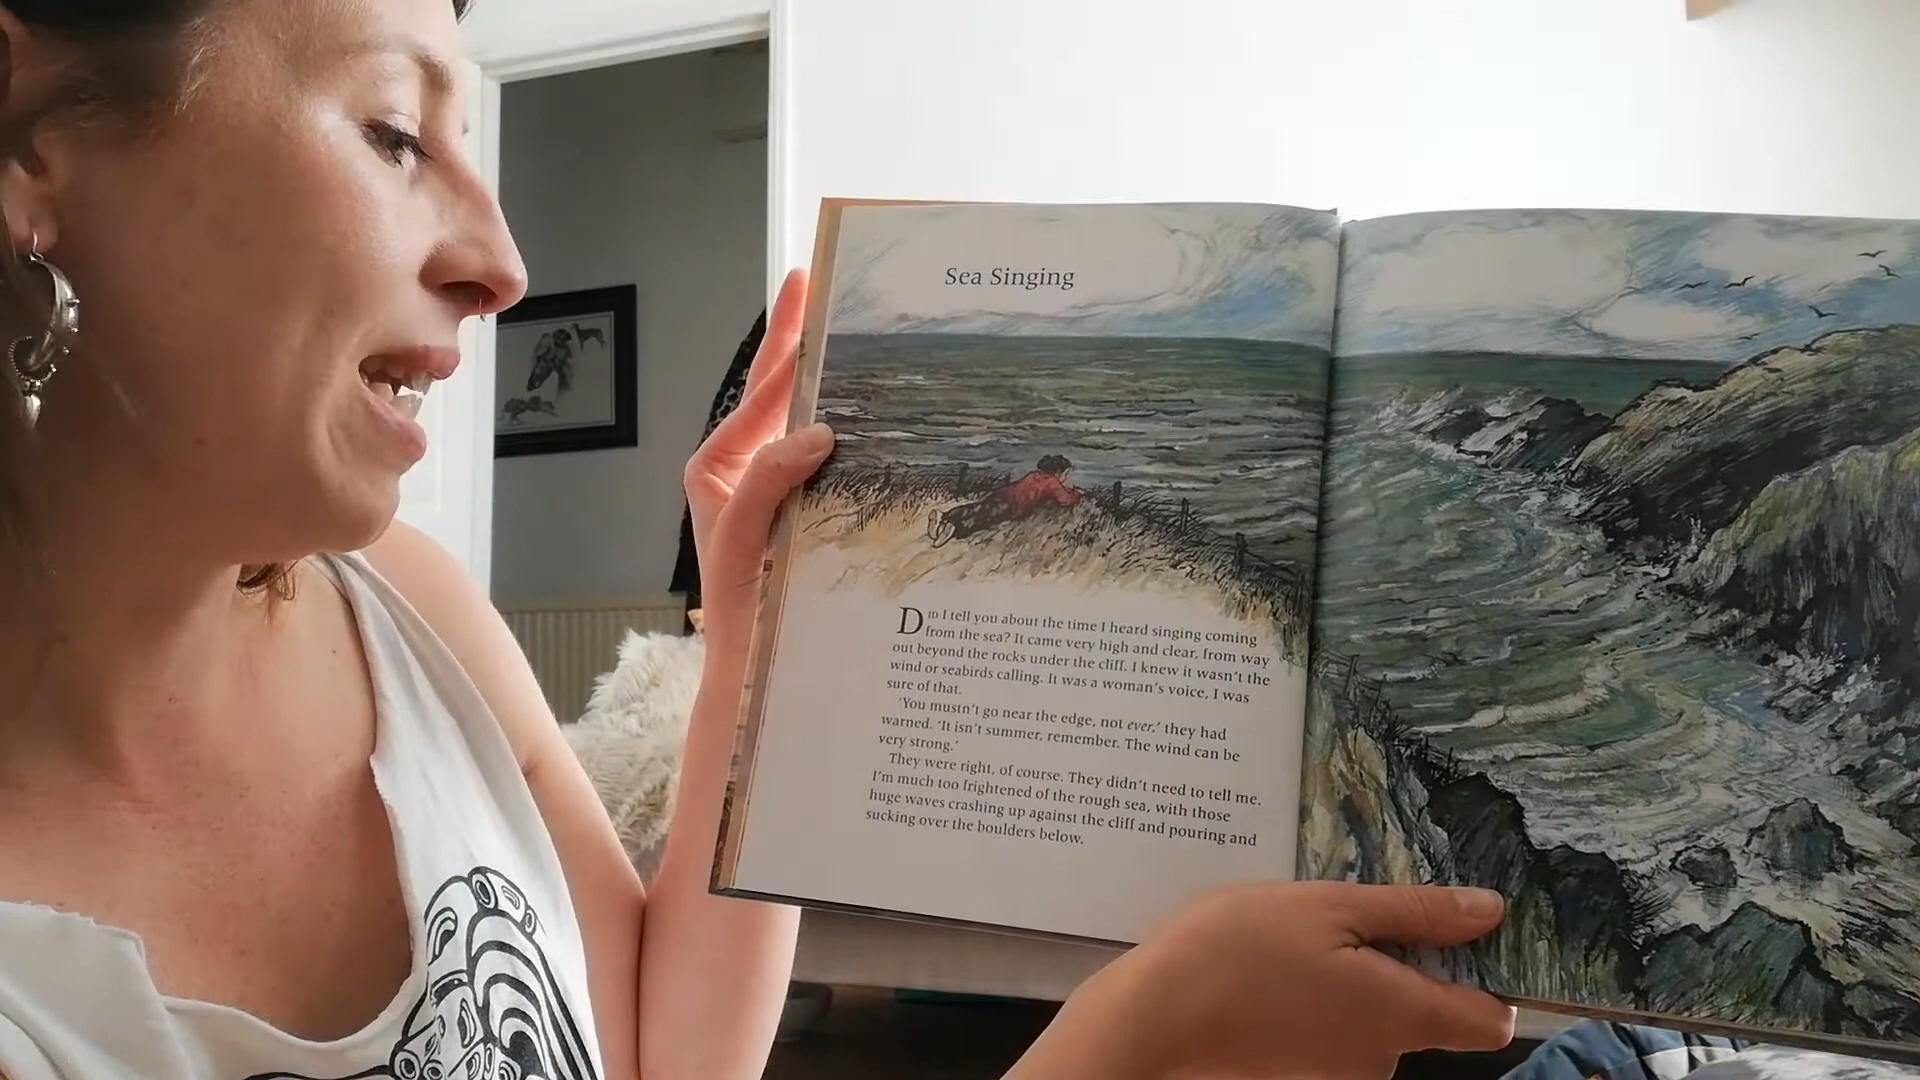 Sea Singing
DID I tell you about the time I heard singing coming
from the sea? It came very high and clear, from way
out beyond the rocks under the cliff. I knew it wasn't the
wind or seabirds calling. It was a woman's voice, I was
sure of that.
'You mustn't go near the edge, not ever,' they had
warned. 'It isn't summer, remember. The wind can be
very strong.'
They were right, of course. They didn't need to tell me.
I'm much too frightened of the rough sea, with those
huge waves crashing up against the cliff and pouring and
sucking over the boulders below.